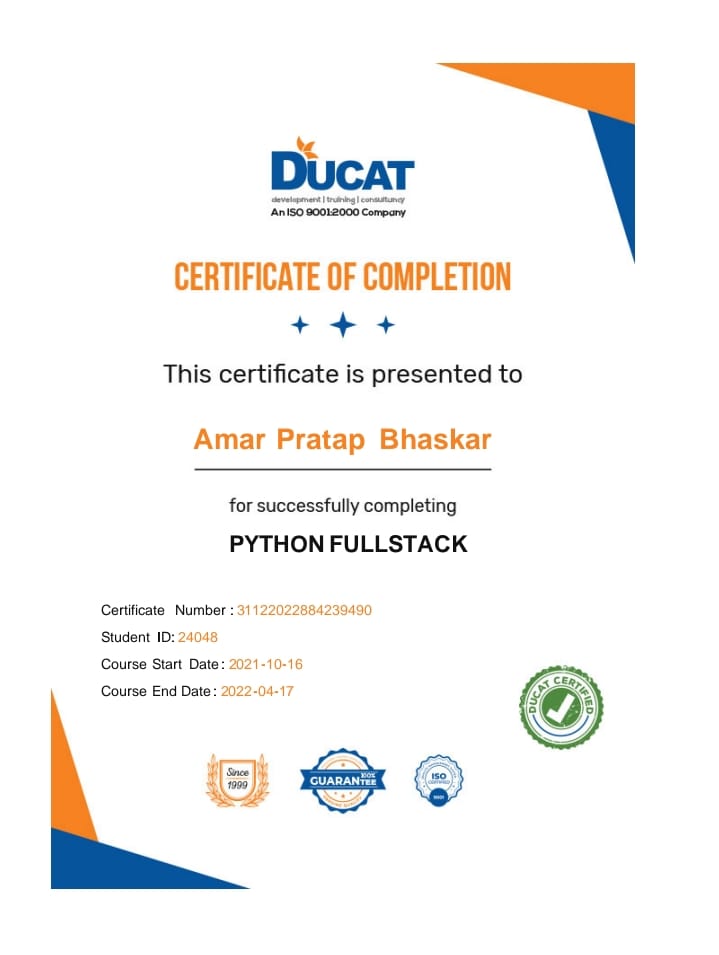 DUCAT
development | training | consultancy
An ISO 9001:2000 Company
CERTIFICATE OF COMPLETION
This certificate is presented to
Amar Pratap Bhaskar
for successfully completing
PYTHON FULLSTACK
Certificate Number : 31122022884239490
Student ID: 24048
Course Start Date : 2021-10-16
Course End Date : 2022-04-17
DUCAT CERTIFIED
Since
1999
100%
GUARANTEE
ISO
CERTIFIED
9001